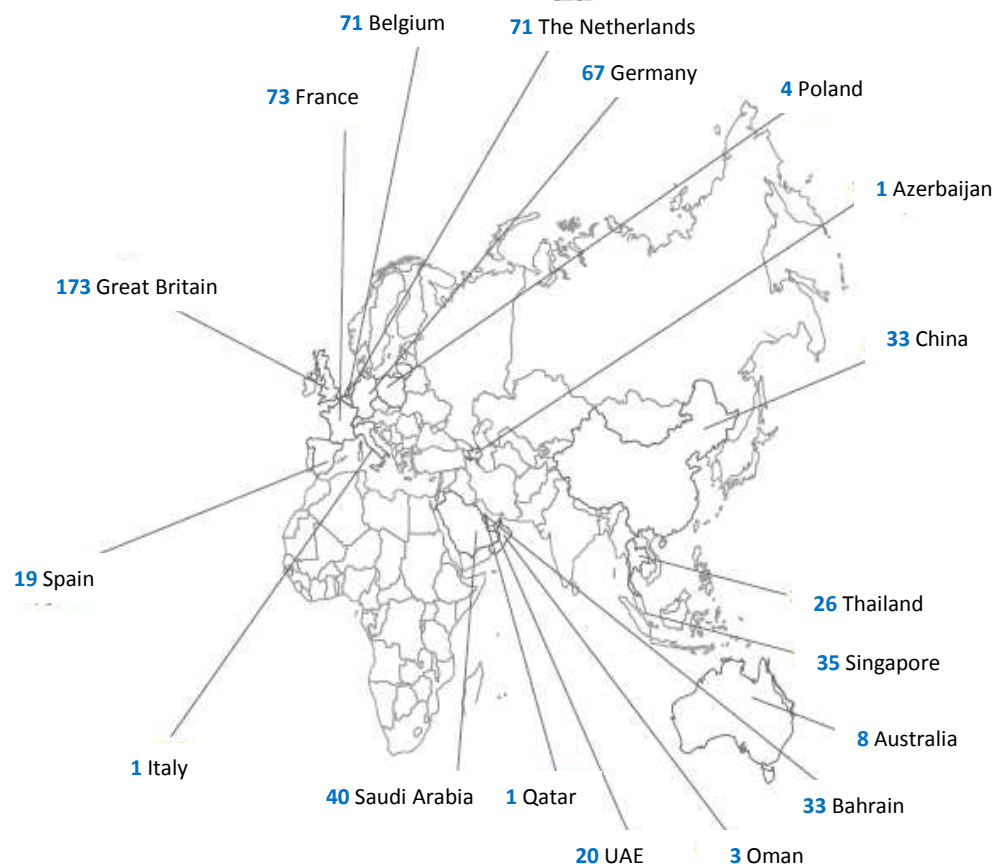 71 Belgium
71 The Netherlands
67 Germany
73 France
4 Poland
1 Azerbaijan
173 Great Britain
33 China
19 Spain
26 Thailand
35 Singapore
8 Australia
1 Italy
40 Saudi Arabia
1 Qatar
33 Bahrain
20 UAE
3 Oman